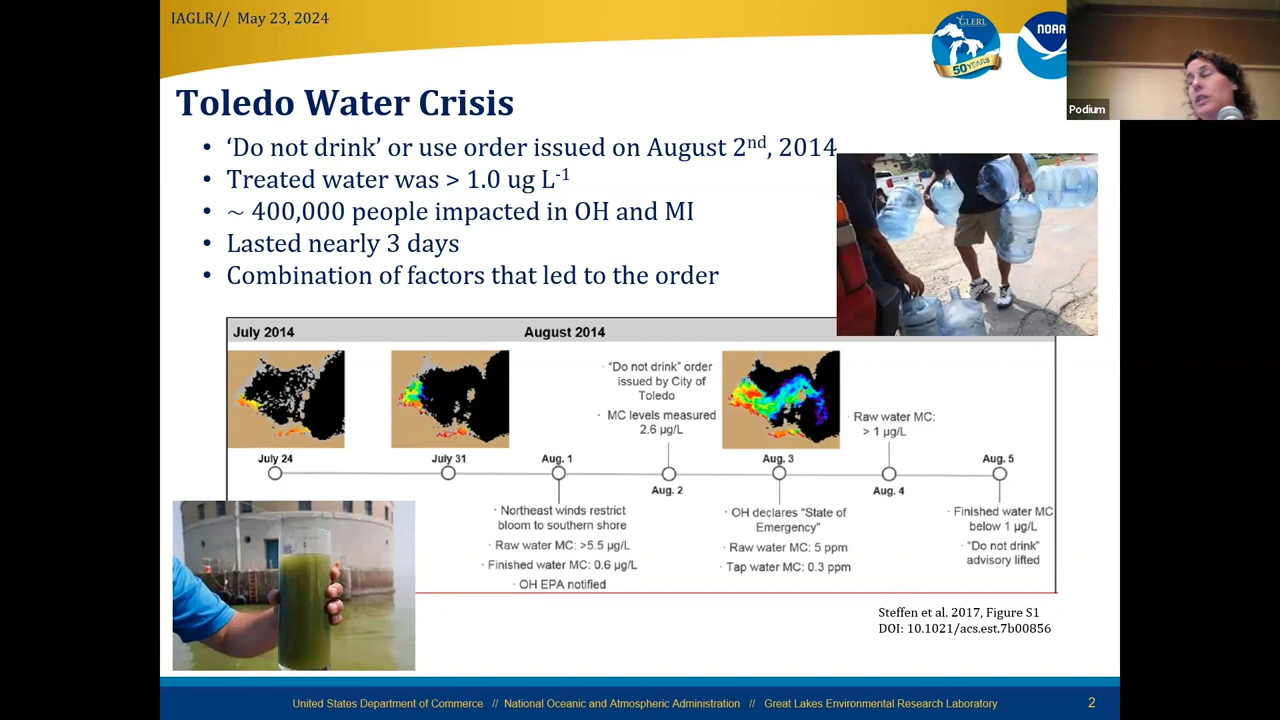 IAGLR// May 23, 2024
GLERL
50 YEARS
NOAA
Podium
Toledo Water Crisis
• ‘Do not drink’ or use order issued on August 2nd, 2014
• Treated water was > 1.0 ug L-1
• ~ 400,000 people impacted in OH and MI
• Lasted nearly 3 days
• Combination of factors that led to the order
July 2014
August 2014
· “Do not drink” order
issued by City of
Toledo
· MC levels measured
2.6 µg/L
· Raw water MC:
> 1 µg/L
July 24
July 31
Aug. 1
Aug. 2
Aug. 3
Aug. 4
Aug. 5
· Northeast winds restrict
bloom to southern shore
· Raw water MC: >5.5 µg/L
· Finished water MC: 0.6 µg/L
· OH EPA notified
· OH declares “State of
Emergency”
· Raw water MC: 5 ppm
· Tap water MC: 0.3 ppm
· Finished water MC
below 1 µg/L
· “Do not drink”
advisory lifted
Steffen et al. 2017, Figure S1
DOI: 10.1021/acs.est.7b00856
United States Department of Commerce // National Oceanic and Atmospheric Administration // Great Lakes Environmental Research Laboratory
2